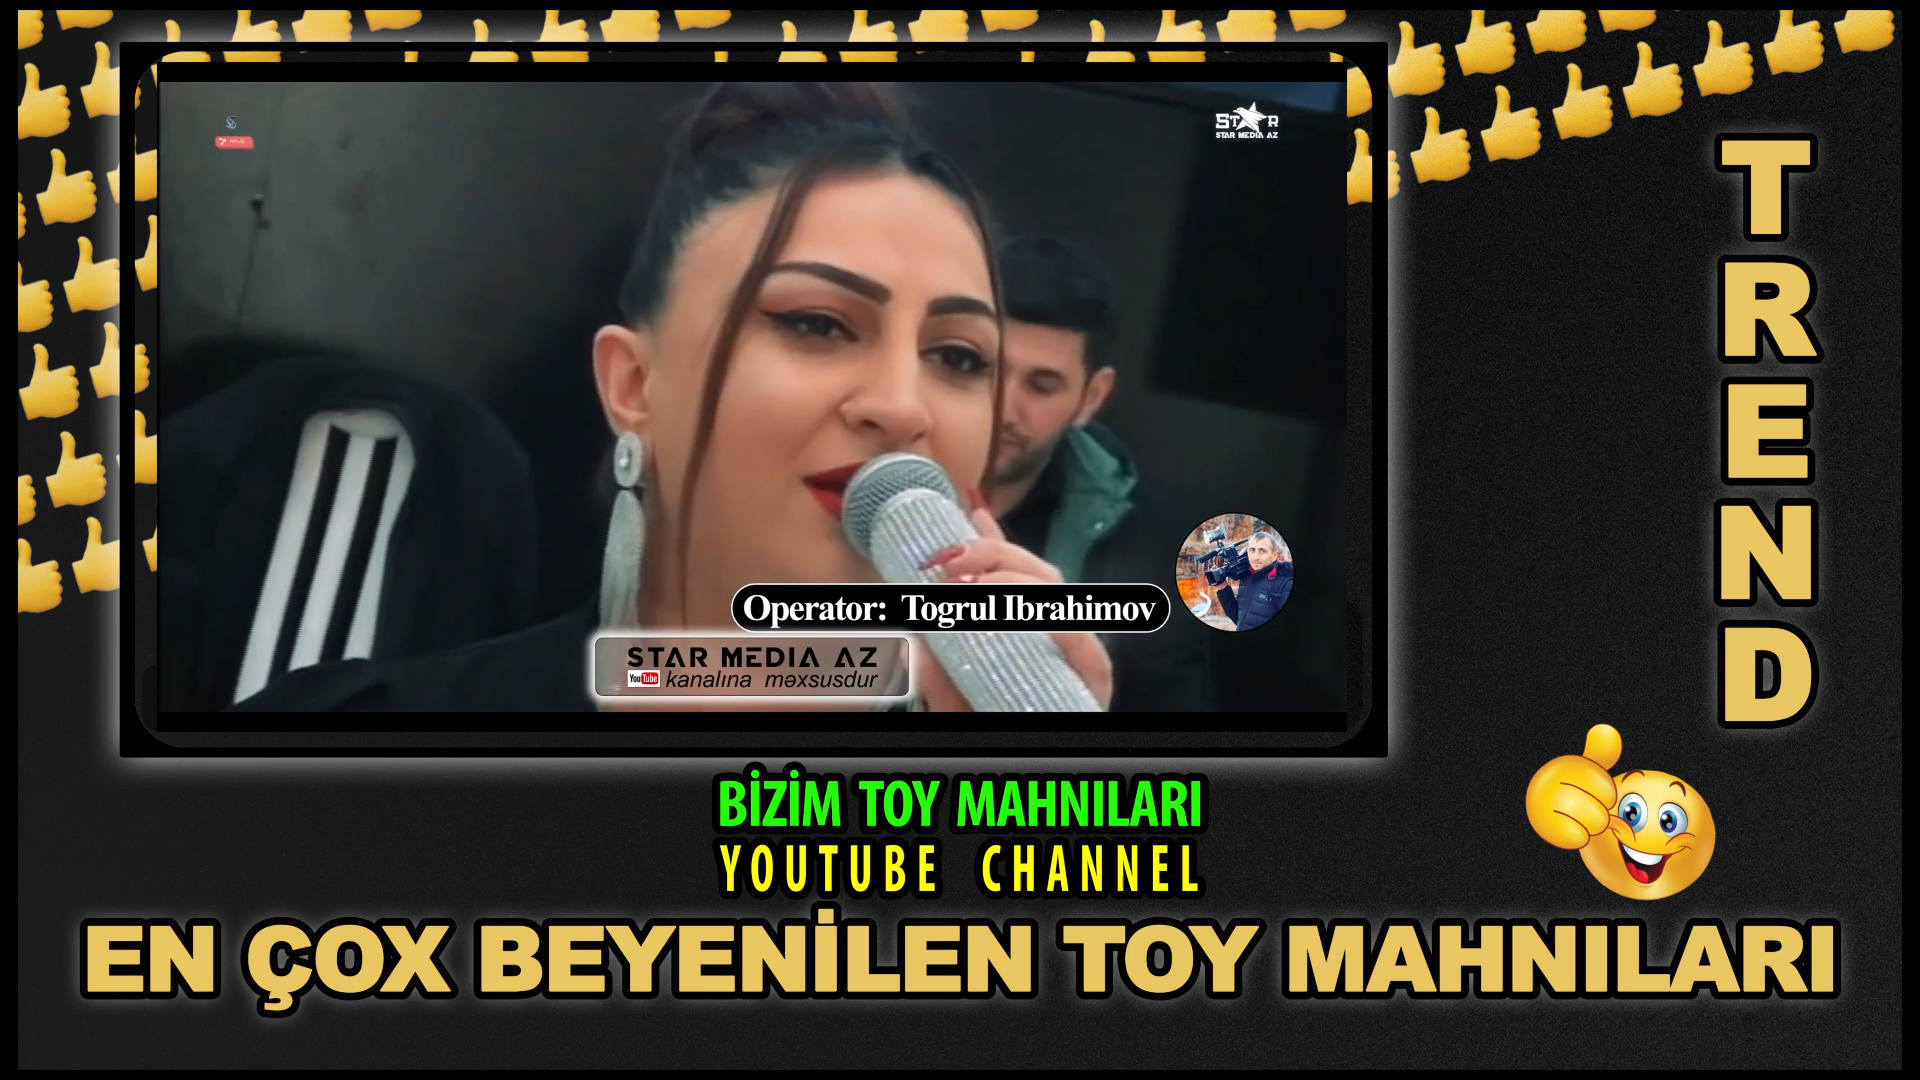 STAR
STAR MEDIA AZ
TREND
Operator: Togrul Ibrahimov
STAR MEDIA AZ
YouTube kanalına məxsusdur
BİZİM TOY MAHNILARI
YOUTUBE CHANNEL
EN ÇOX BEYENİLEN TOY MAHNILARI